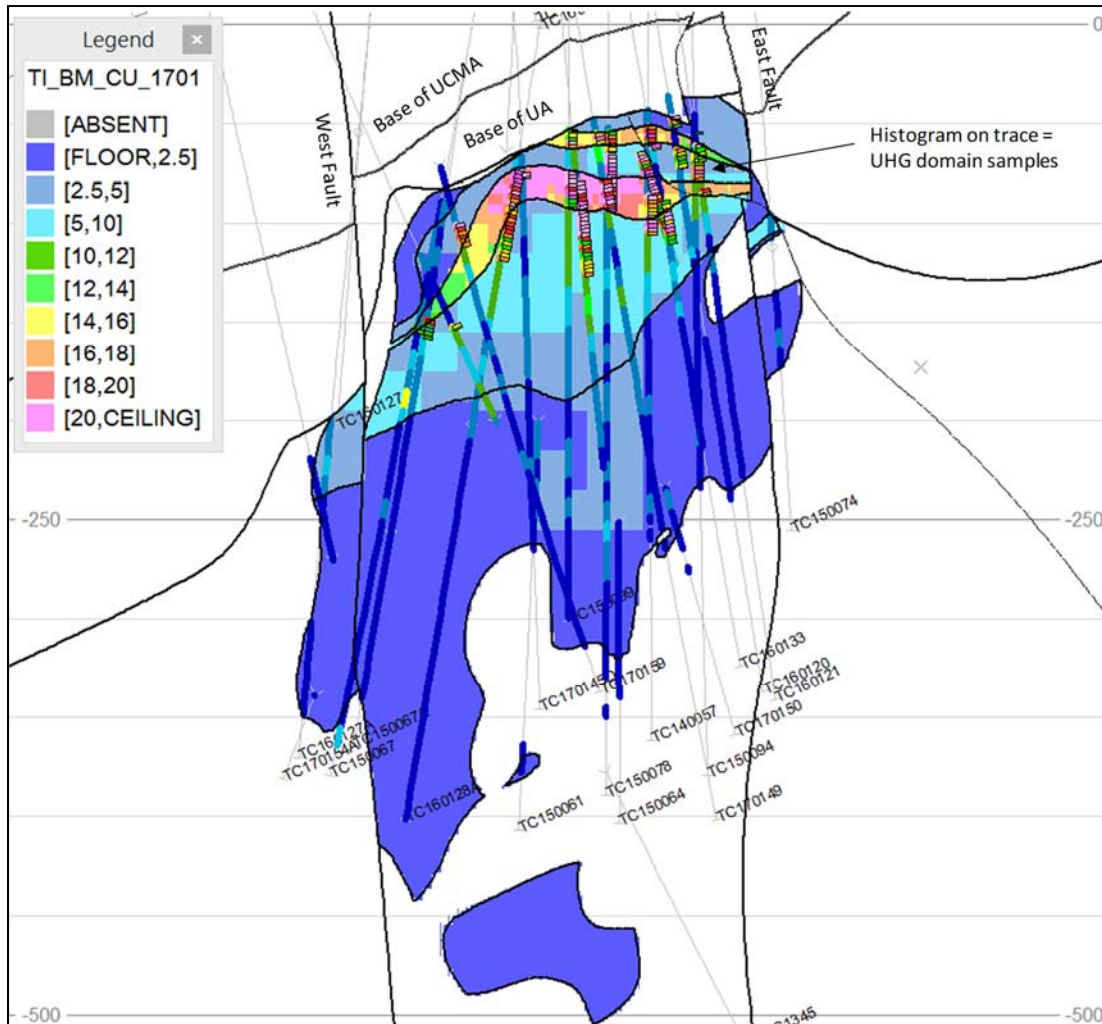 Legend
×
TI_BM_CU_1701
[ABSENT]
[FLOOR,2.5]
[2.5,5]
[5,10]
[10,12]
[12,14]
[14,16]
[16,18]
[18,20]
[20,CEILING]
0
West Fault
Base of UCMA
Base of UA
East Fault
Histogram on trace =
UHG domain samples
TC160127
-250
-250
TC150074
TC160133
TC170159
TC160120
TC160121
TC170150
TC140057
TC150094
TC150067
TC170154A
TC150078
TC160128A
TC150061
TC150064
TC170149
-500
-500